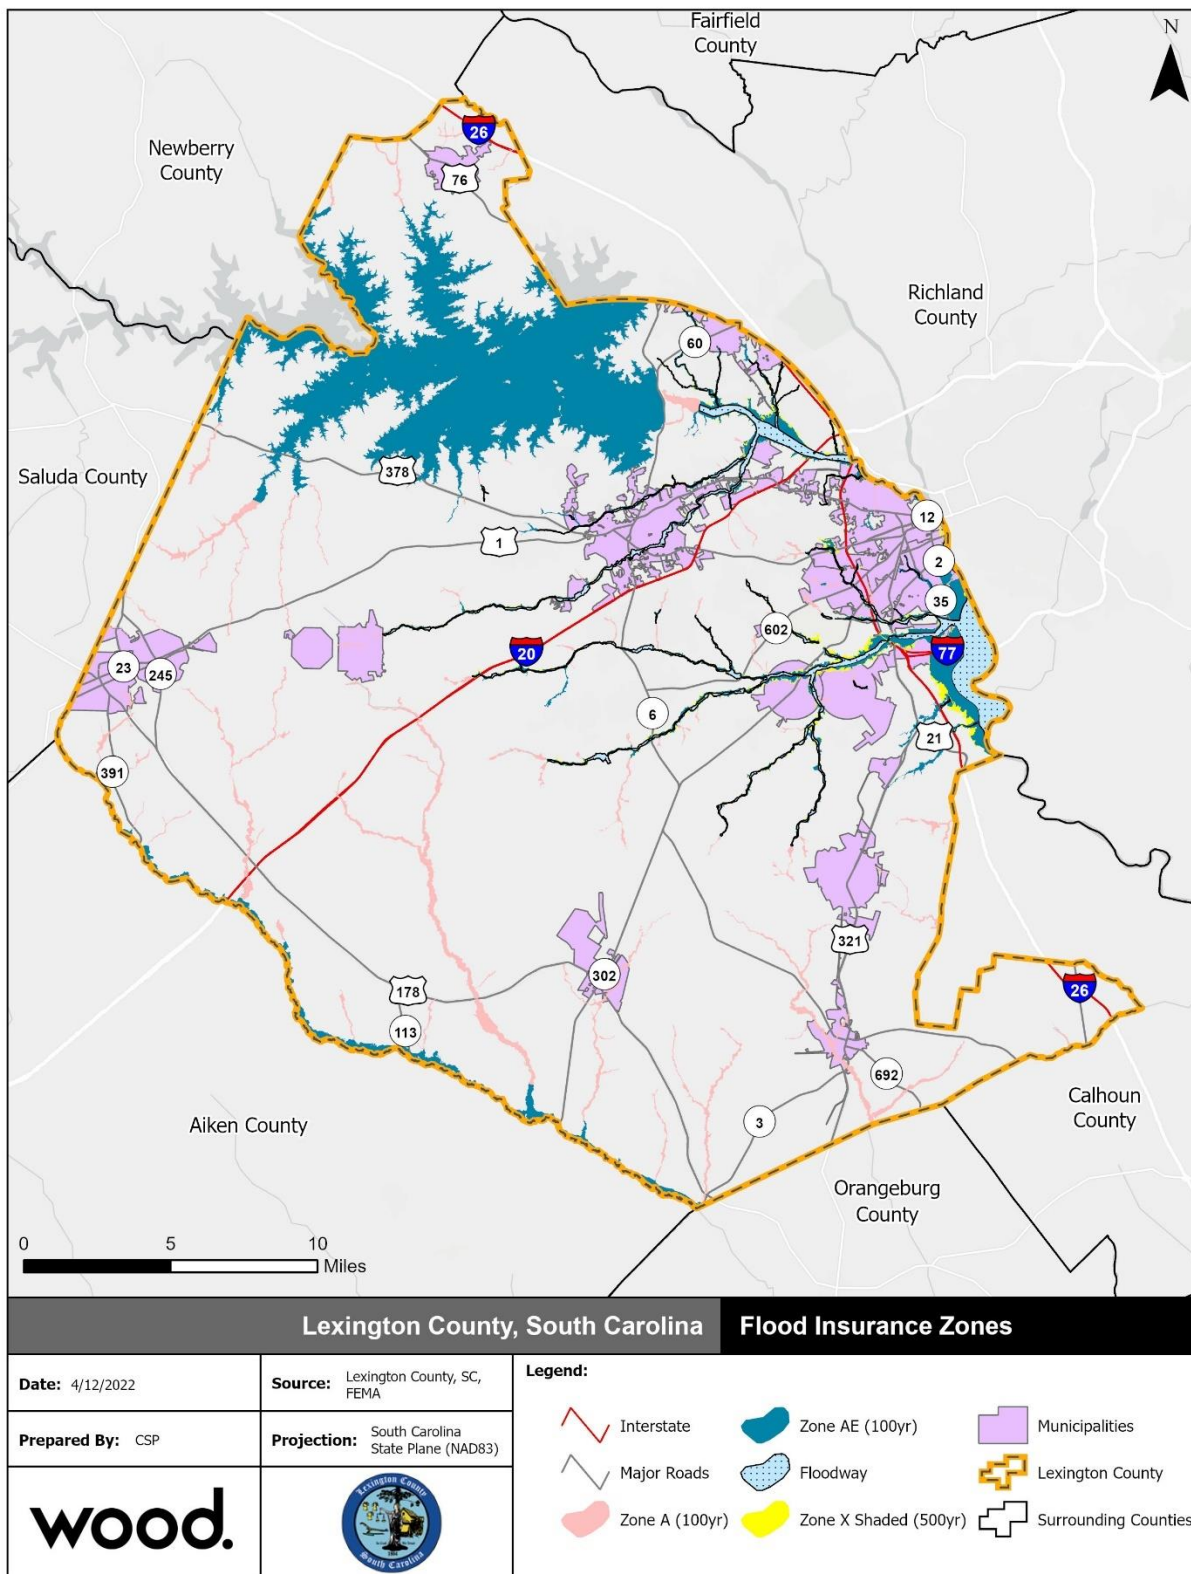 Fairfield
County
N
26
Newberry
County
76
Richland
County
60
Saluda County
378
1
12
2
35
602
20
77
23
245
6
21
391
321
302
178
26
113
692
Calhoun
County
3
Aiken County
Orangeburg
County
0 5 10
Miles
Lexington County, South Carolina Flood Insurance Zones
Date: 4/12/2022
Source: Lexington County, SC,
FEMA
Prepared By: CSP
Projection: South Carolina
State Plane (NAD83)
wood.
Lexington County
South Carolina
Legend:
Interstate
Zone AE (100yr)
Municipalities
Major Roads
Floodway
Lexington County
Zone A (100yr)
Zone X Shaded (500yr)
Surrounding Counties